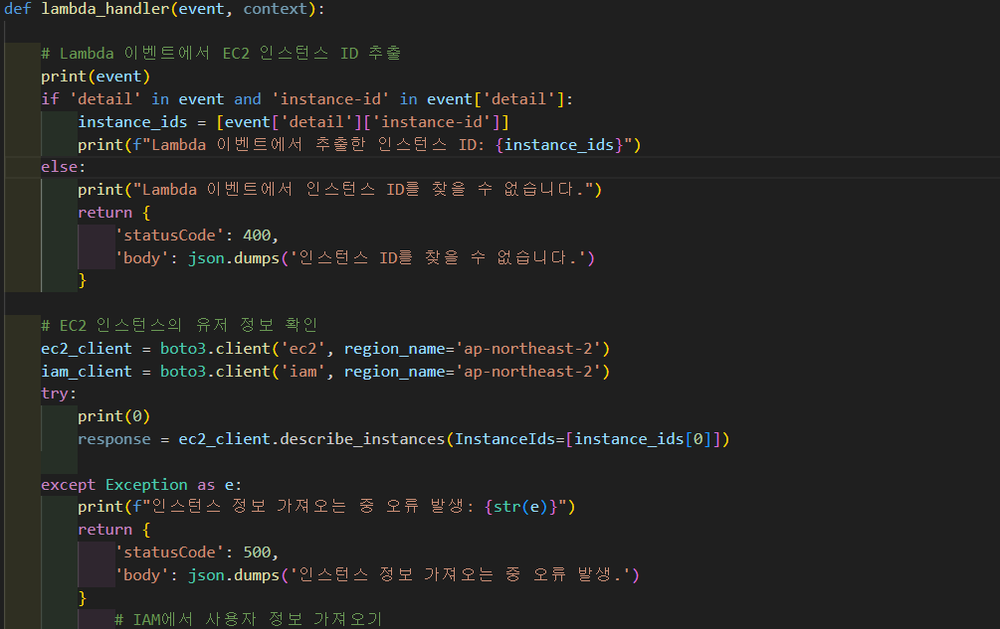 def lambda_handler(event, context):
# Lambda 이벤트에서 EC2 인스턴스 ID 추출
print(event)
if 'detail' in event and 'instance-id' in event['detail']:
instance_ids = [event['detail']['instance-id']]
print(f"Lambda 이벤트에서 추출한 인스턴스 ID: {instance_ids}")
else:
print("Lambda 이벤트에서 인스턴스 ID를 찾을 수 없습니다.")
return {
'statusCode': 400,
'body': json.dumps('인스턴스 ID를 찾을 수 없습니다.')
}
# EC2 인스턴스의 유저 정보 확인
ec2_client = boto3.client('ec2', region_name='ap-northeast-2')
iam_client = boto3.client('iam', region_name='ap-northeast-2')
try:
print(0)
response = ec2_client.describe_instances(InstanceIds=[instance_ids[0]])
except Exception as e:
print(f"인스턴스 정보 가져오는 중 오류 발생: {str(e)}")
return {
'statusCode': 500,
'body': json.dumps('인스턴스 정보 가져오는 중 오류 발생.')
}
# IAM에서 사용자 정보 가져오기